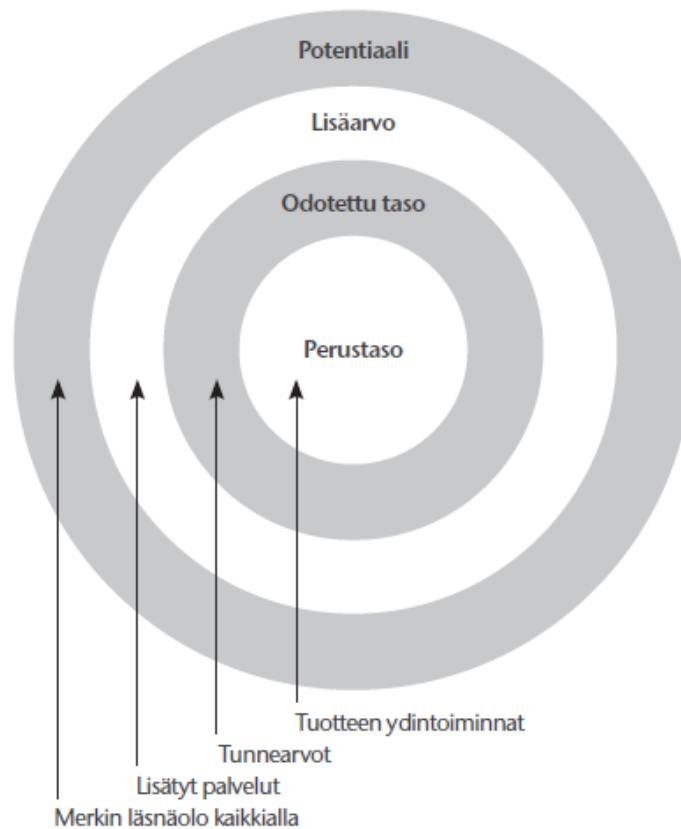 Potentiaali
Lisäarvo
Odotettu taso
Perustaso
Tuotteen ydintoiminnat
Tunnearvot
Lisätyt palvelut
Merkin läsnäolo kaikkialla